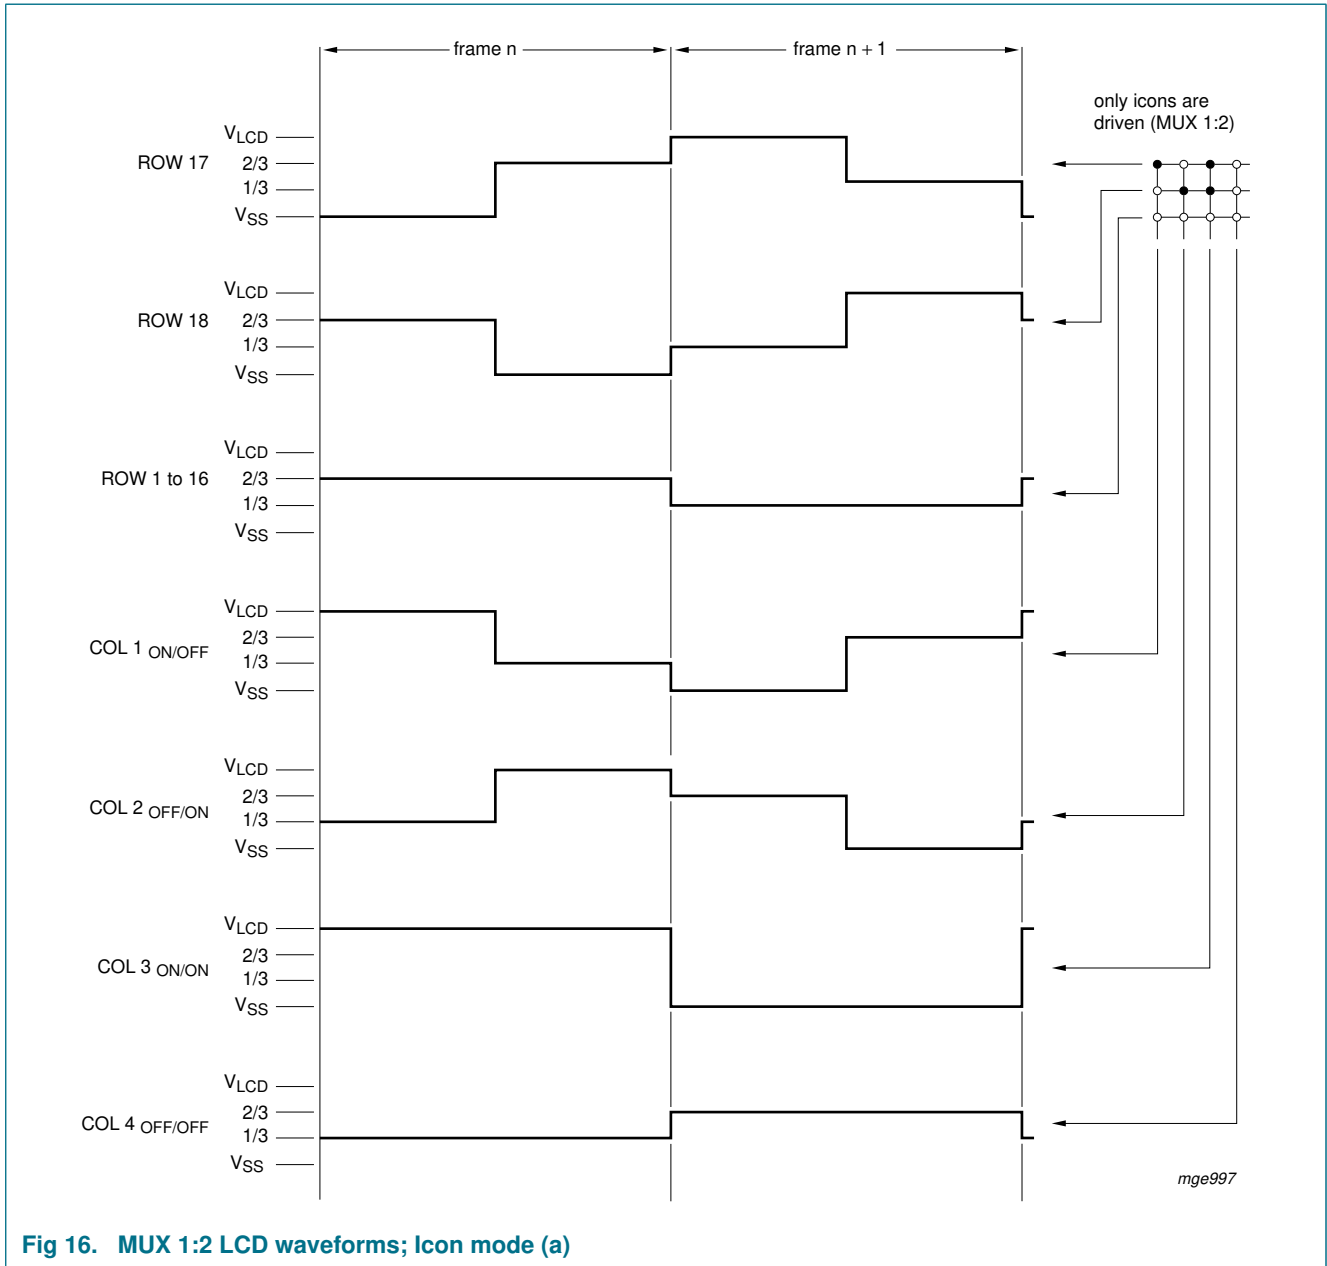 frame n
frame n + 1
only icons are
driven (MUX 1:2)
VLCD
ROW 17
2/3
1/3
VSS
VLCD
ROW 18
2/3
1/3
VSS
VLCD
ROW 1 to 16
2/3
1/3
VSS
VLCD
COL 1 ON/OFF
2/3
1/3
VSS
VLCD
COL 2 OFF/ON
2/3
1/3
VSS
VLCD
COL 3 ON/ON
2/3
1/3
VSS
VLCD
COL 4 OFF/OFF
2/3
1/3
VSS
mge997
Fig 16. MUX 1:2 LCD waveforms; Icon mode (a)